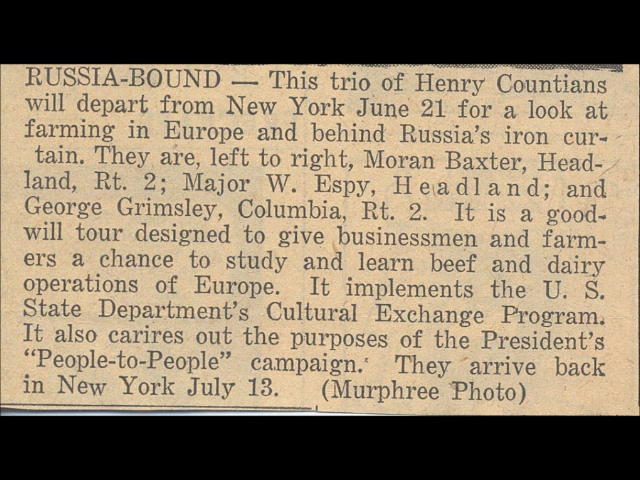 RUSSIA-BOUND — This trio of Henry Countians
will depart from New York June 21 for a look at
farming in Europe and behind Russia's iron cur-
tain. They are, left to right, Moran Baxter, Head-
land, Rt. 2; Major W. Espy, Headland; and
George Grimsley, Columbia, Rt. 2. It is a good-
will tour designed to give businessmen and farm-
ers a chance to study and learn beef and dairy
operations of Europe. It implements the U. S.
State Department's Cultural Exchange Program.
It also carires out the purposes of the President's
"People-to-People" campaign. They arrive back
in New York July 13. (Murphree Photo)